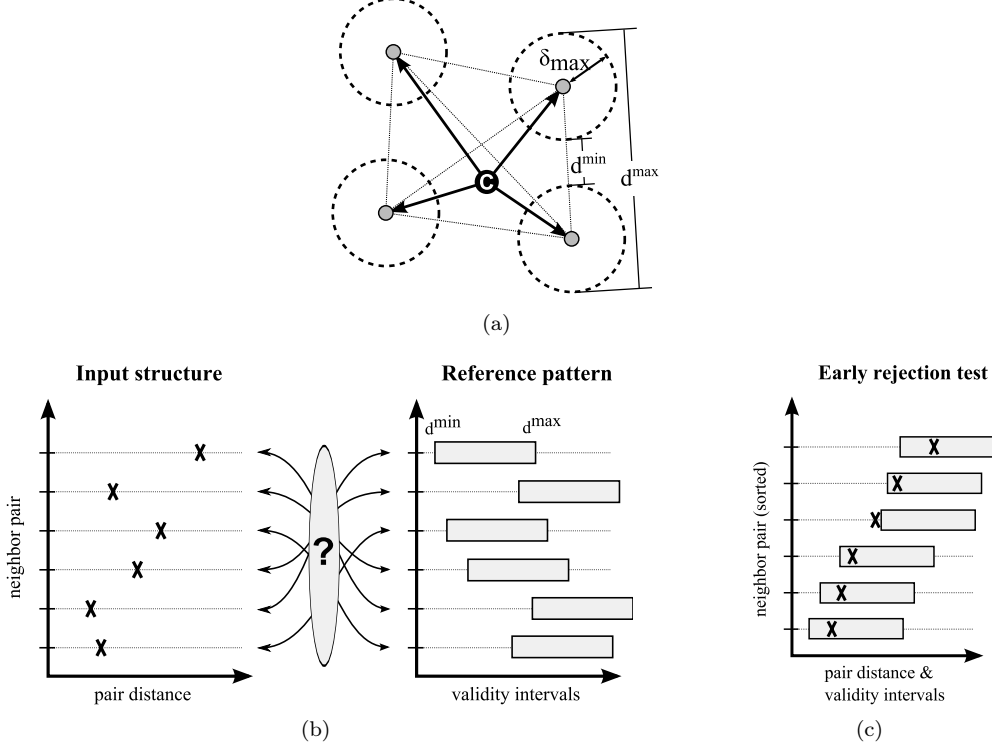 δmax
dmin
dmax
C
(a)
Input structure
Reference pattern
Early rejection test
dmin
dmax
neighbor pair
?
neighbor pair (sorted)
pair distance
validity intervals
pair distance &
validity intervals
(b)
(c)